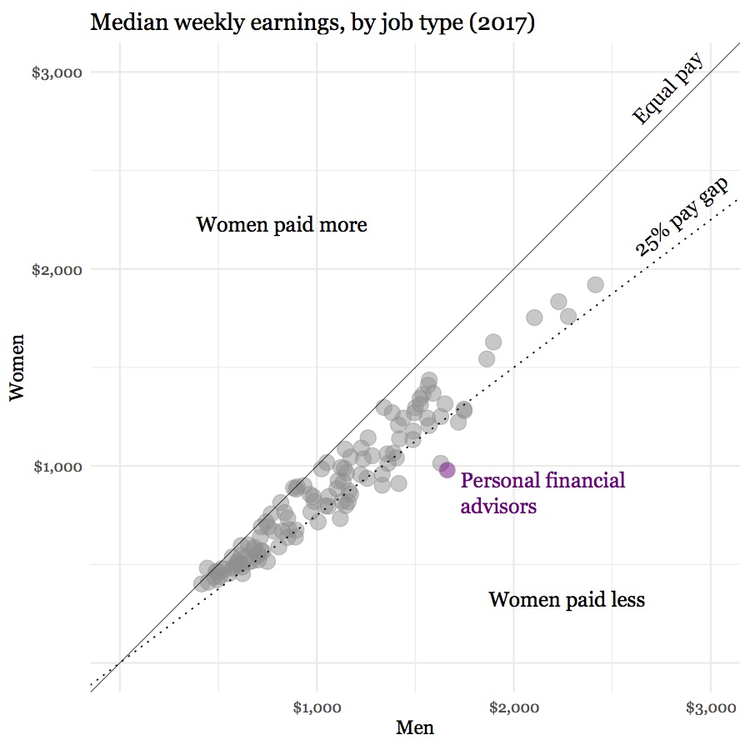 Median weekly earnings, by job type (2017)
$3,000
Equal pay
25% pay gap
Women paid more
$2,000
Women
$1,000
Personal financial
advisors
Women paid less
$1,000
$2,000
$3,000
Men